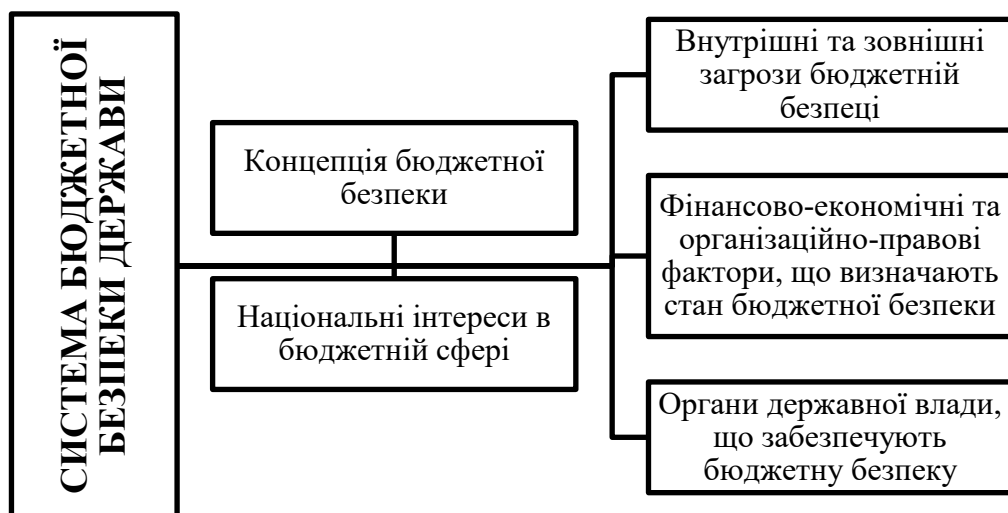 СИСТЕМА БЮДЖЕТНОЇ
БЕЗПЕКИ ДЕРЖАВИ
Концепція бюджетної
безпеки
Національні інтереси в
бюджетній сфері
Внутрішні та зовнішні
загрози бюджетній
безпеці
Фінансово-економічні та
організаційно-правові
фактори, що визначають
стан бюджетної безпеки
Органи державної влади,
що забезпечують
бюджетну безпеку